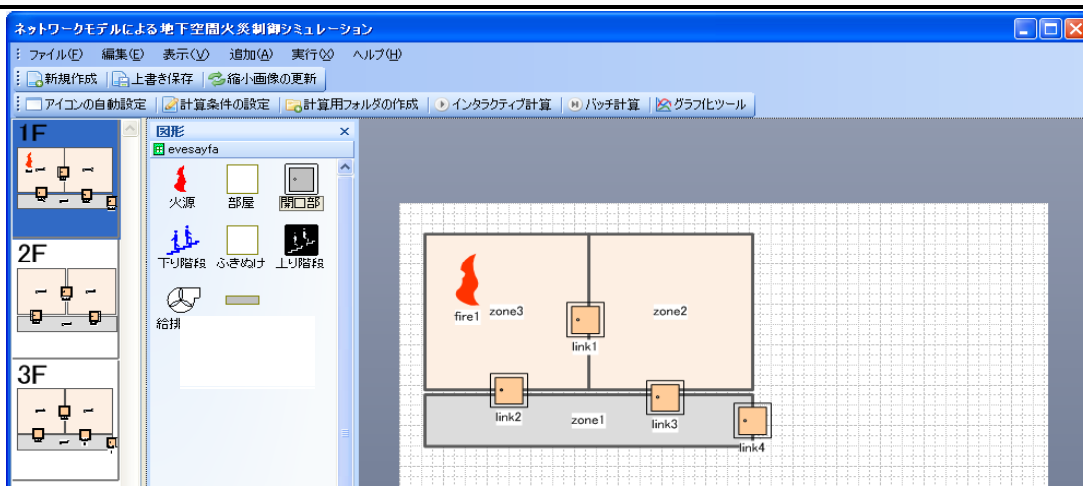 ネットワークモデルによる地下空間火災制御シミュレーション
ファイル(F) 編集(E) 表示(V) 追加(A) 実行(X) ヘルプ(H)
新規作成 上書き保存 縮小画像の更新
アイコンの自動設定 計算条件の設定 計算用フォルダの作成 インタラクティブ計算 バッチ計算 グラフ化ツール
1F
2F
3F
図形
evesayfa
火源 部屋 開口部
下り階段 ふきぬけ 上り階段
給排
fire1 zone3 zone2
link1
link2 zone1 link3
link4